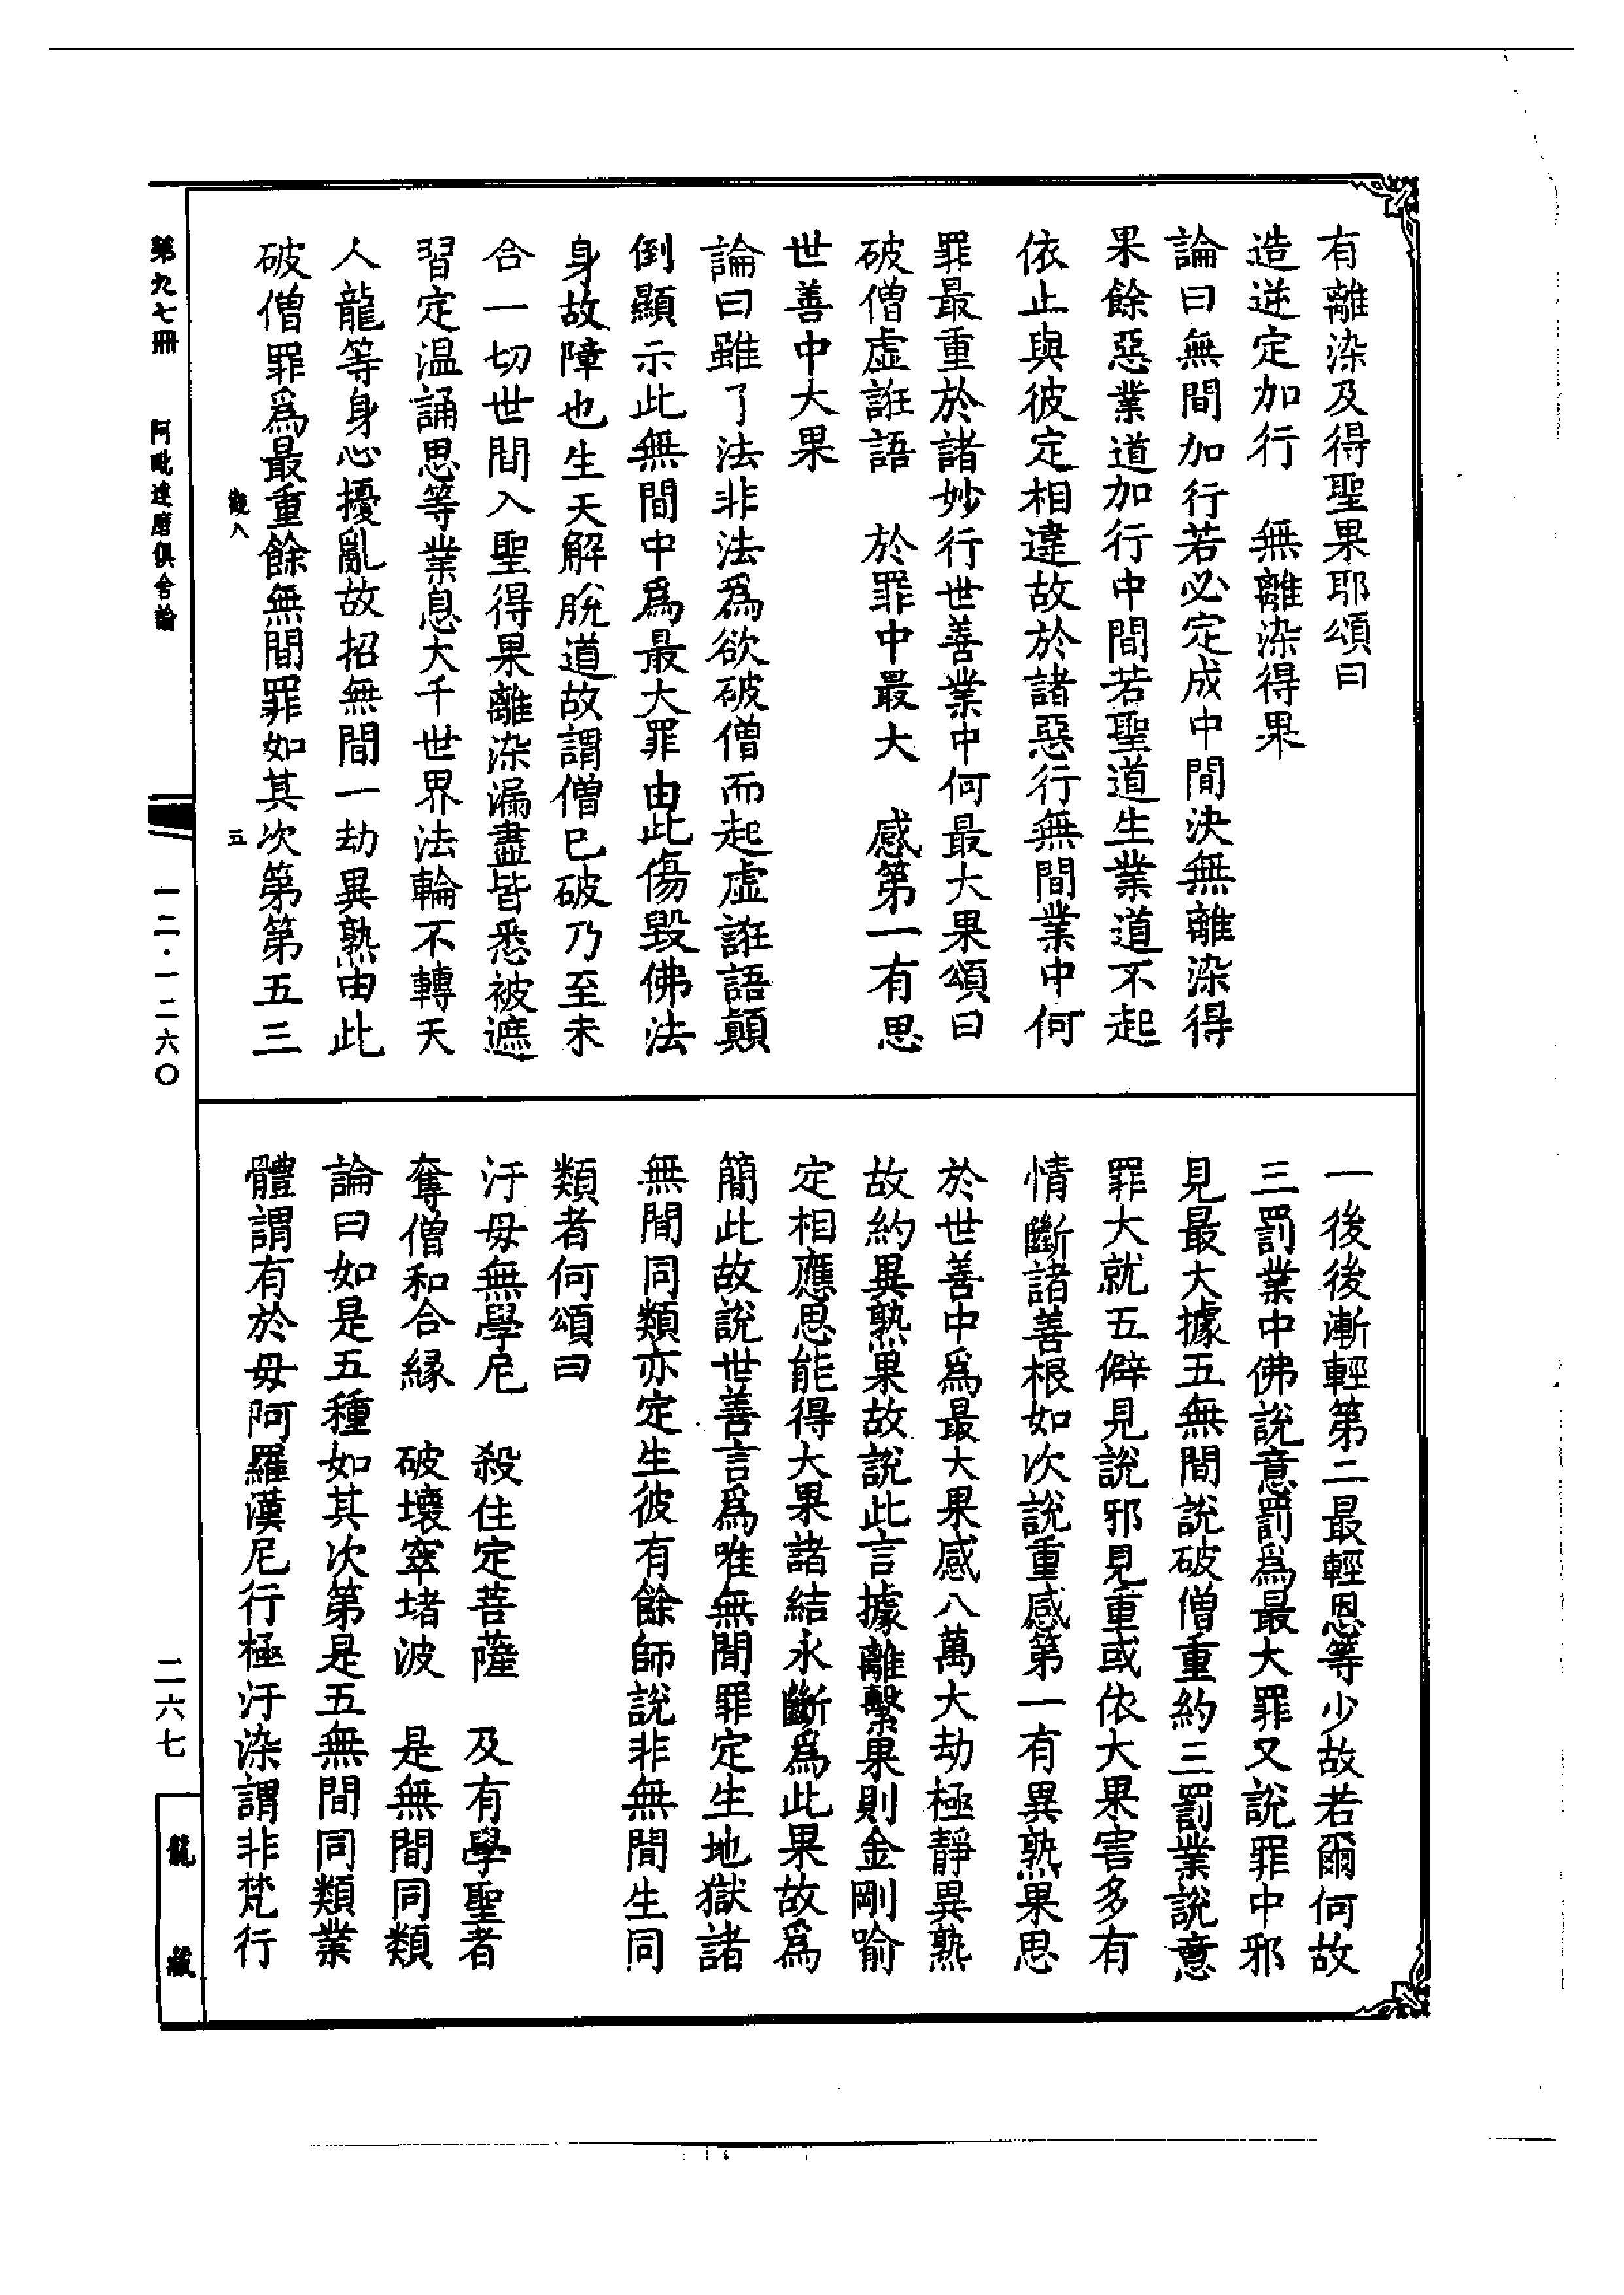 有離染及得聖果耶頌曰
造逆定加行　無離染得果
論曰無間加行若必定成中間決無離染得
果餘惡業道加行中間若聖道生業道不起
依止與彼定相違故於諸惡行無間業中何
罪最重於諸妙行世善業中何最大果頌曰
破僧虛誑語　於罪中最大　感第一有思
世善中大果
論曰雖了法非法爲欲破僧而起虛誑語顛
倒顯示此無間中爲最大罪由此傷毀佛法
身故障世生天解脫道故謂僧已破乃至未
合一切世間入聖得果離染漏盡皆悉被遮
習定温誦思等業息大千世界法輪不轉天
人龍等身心擾亂故招無間一劫異熟由此
破僧罪爲最重餘無間罪如其次第第五三
一後後漸輕第二最輕恩等少故若爾何故
三罰業中佛說意罰爲最大罪又說罪中邪
見最大據五無間說破僧重約三罰業說意
罪大就五僻見說邪見重或依大果害多有
情斷諸善根如次說重感第一有異熟果思
於世善中爲最大果感八萬大劫極靜異熟
故約異熟果故說此言據離繫果則金剛喻
定相應思能得大果諸結永斷爲此果故爲
簡此故說世善言爲唯無間罪定生地獄諸
無間同類亦定生彼有餘師說非無間生同
類者何頌曰
汙母無學尼　殺住定菩薩　及有學聖者
奪僧和合緣　破壞窣堵波　是無間同類
論曰如是五種如其次第是五無間同類業
體謂有於母阿羅漢尼行極汙染謂非梵行
觀八　五
第九七冊　阿毗達磨俱舍論　一二·一二六〇　二六七
龍藏